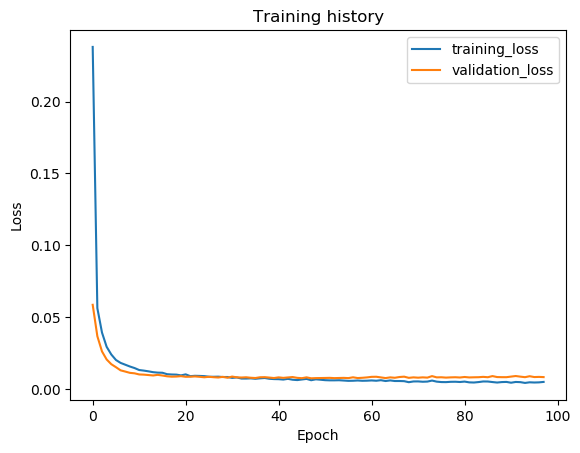 Training history
training_loss
validation_loss
0.20
0.15
0.10
0.05
0.00
Loss
0 20 40 60 80 100
Epoch